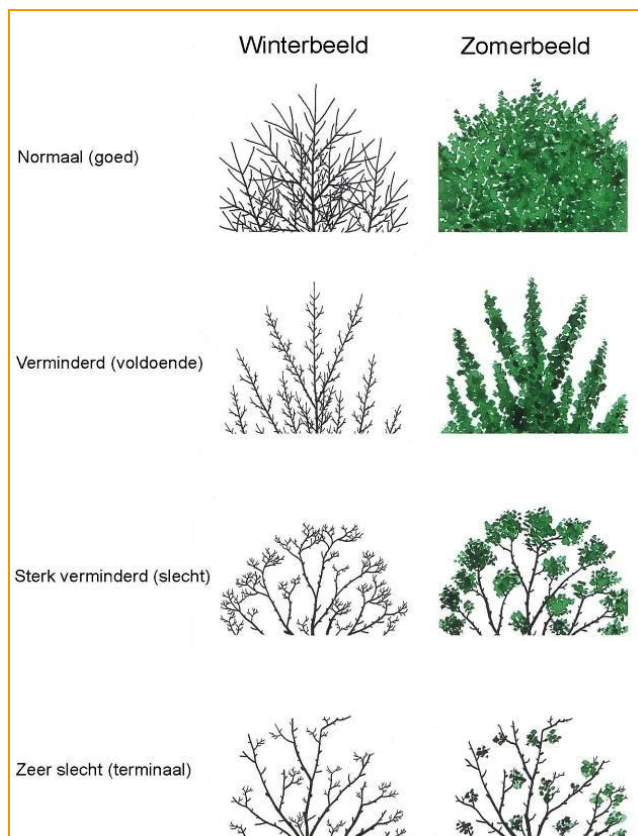 Winterbeeld Zomerbeeld
Normaal (goed)
Verminderd (voldoende)
Sterk verminderd (slecht)
Zeer slecht (terminaal)